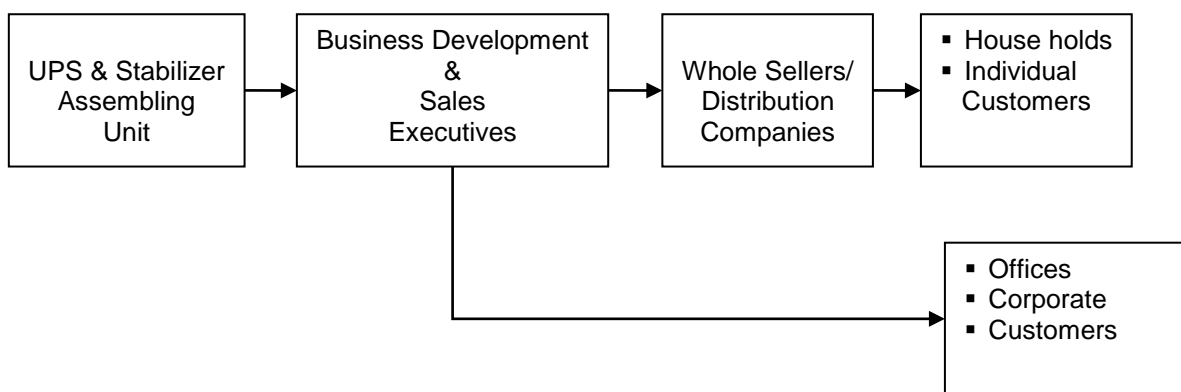 UPS & Stabilizer
Assembling
Unit
Business Development
&
Sales
Executives
Whole Sellers/
Distribution
Companies
▪ House holds
▪ Individual
Customers
▪ Offices
▪ Corporate
▪ Customers